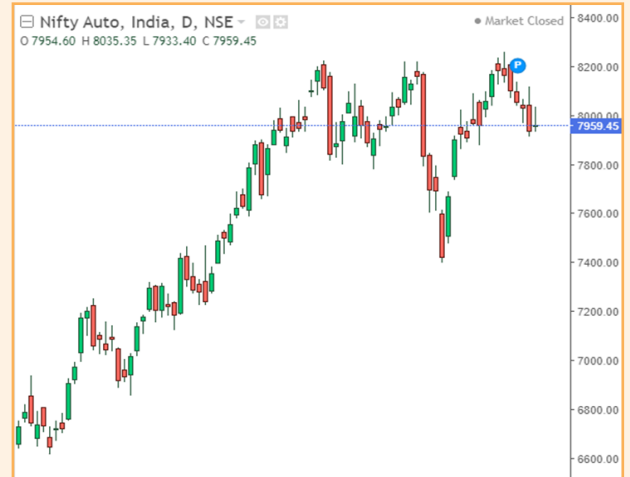 Nifty Auto, India, D, NSE
Market Closed
O 7954.60 H 8035.35 L 7933.40 C 7959.45
P
8400.00
8200.00
8000.00
7959.45
7800.00
7600.00
7400.00
7200.00
7000.00
6800.00
6600.00